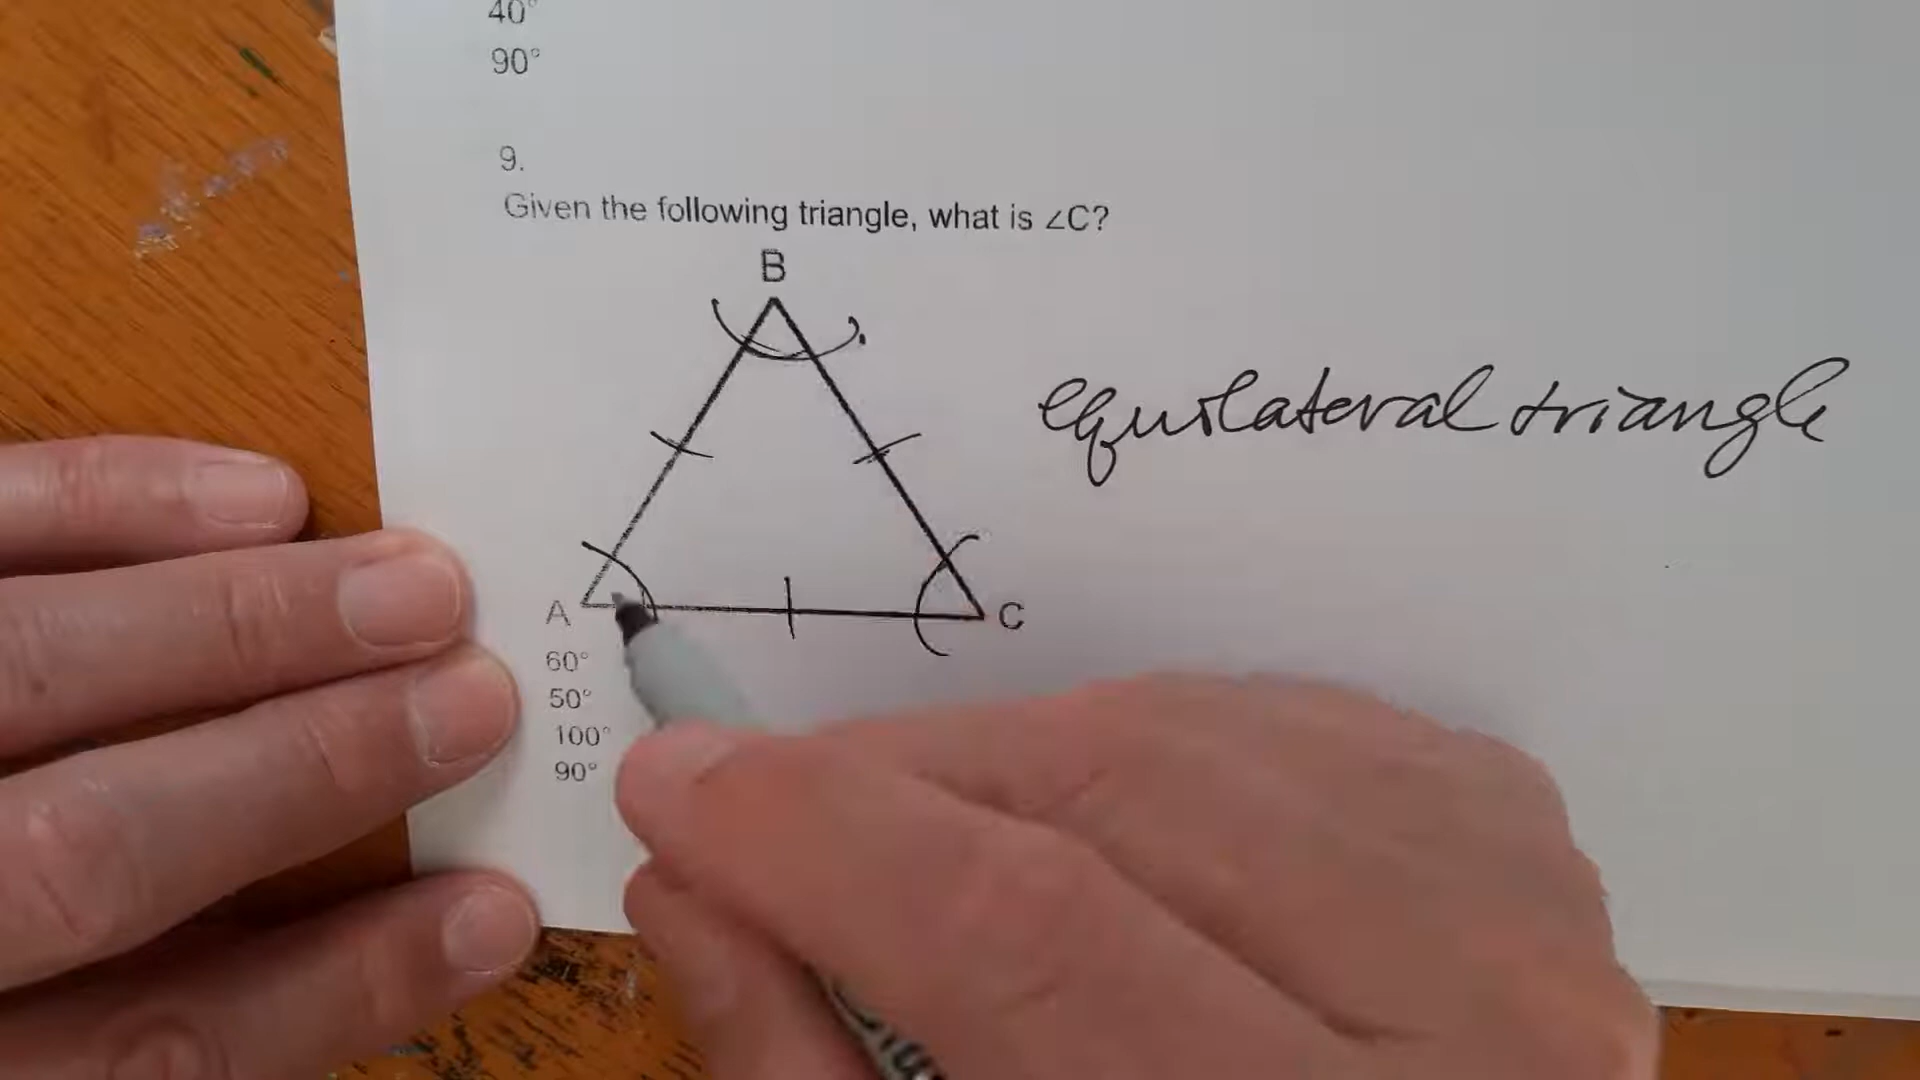 40°
90°
9.
Given the following triangle, what is ∠C?
B
equilateral triangle
A
C
60°
50°
100°
90°